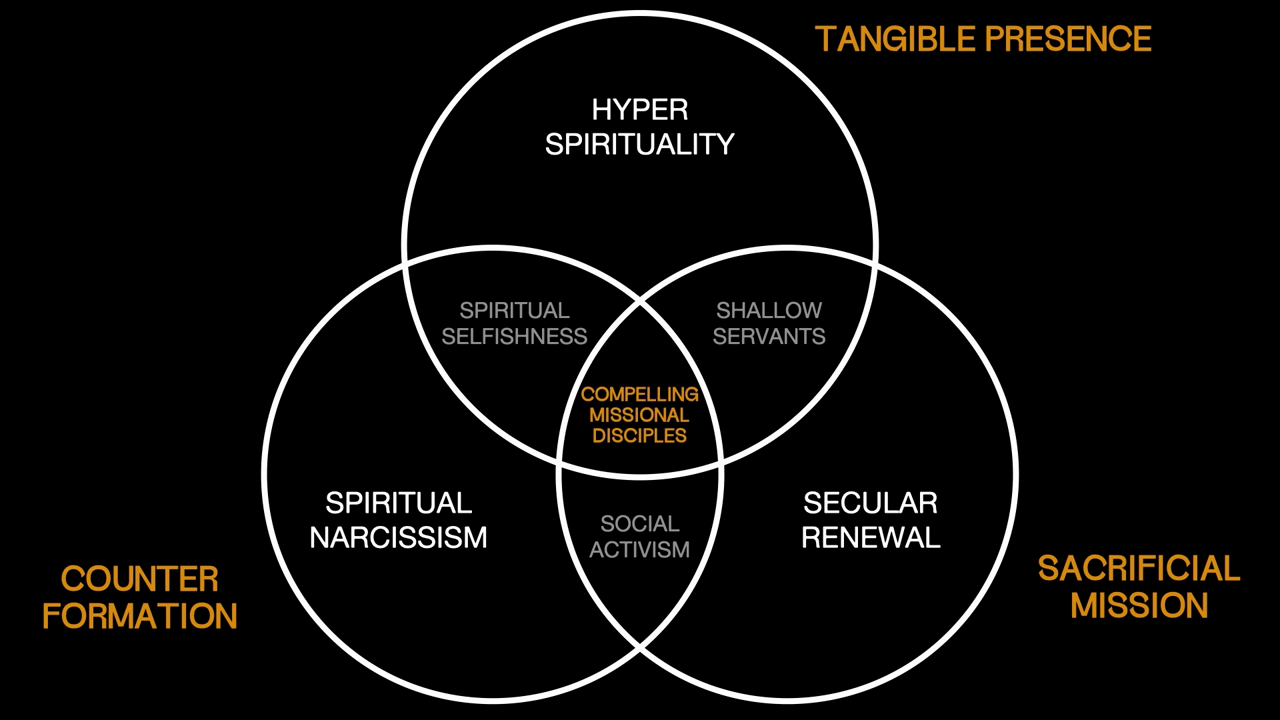 TANGIBLE PRESENCE
HYPER
SPIRITUALITY
SPIRITUAL
SELFISHNESS
SHALLOW
SERVANTS
COMPELLING
MISSIONAL
DISCIPLES
SPIRITUAL
NARCISSISM
SECULAR
RENEWAL
SOCIAL
ACTIVISM
COUNTER
FORMATION
SACRIFICIAL
MISSION